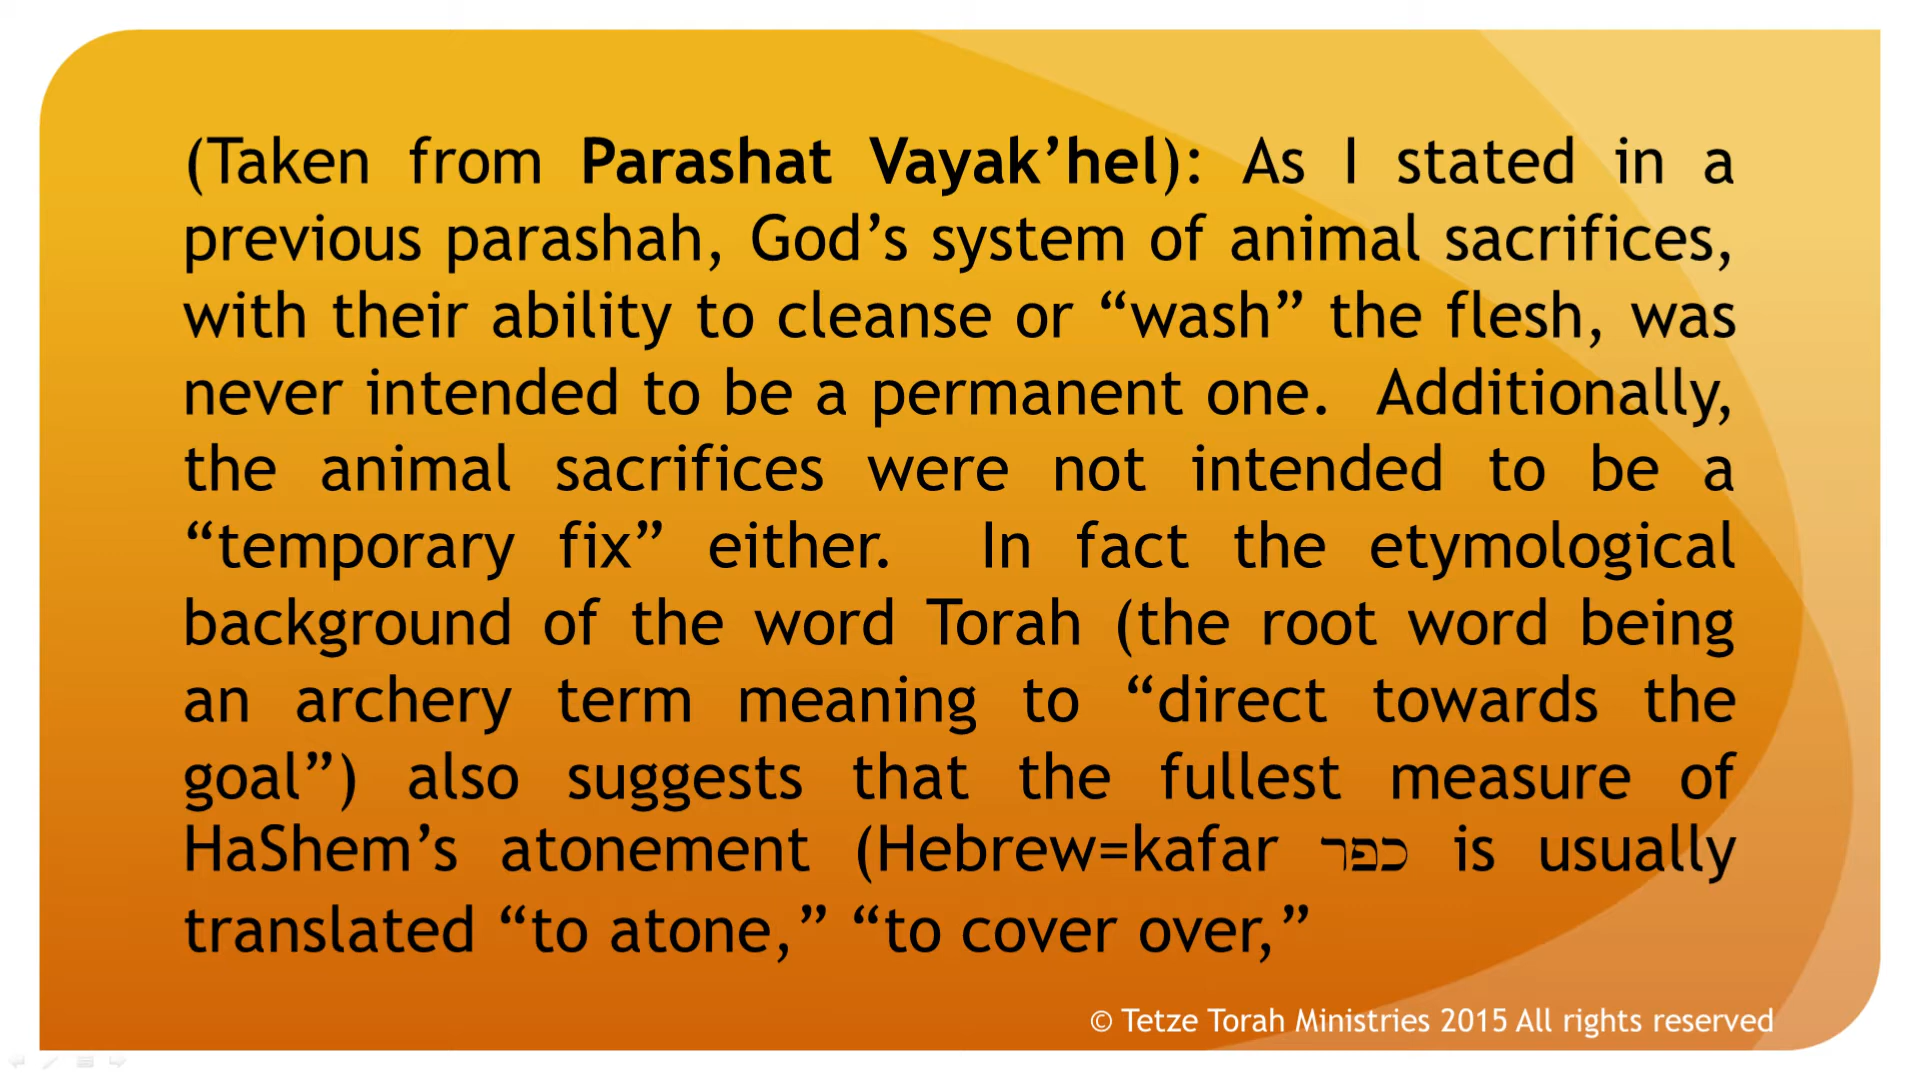 (Taken from Parashat Vayak’hel): As I stated in a
previous parashah, God’s system of animal sacrifices,
with their ability to cleanse or “wash” the flesh, was
never intended to be a permanent one.  Additionally,
the animal sacrifices were not intended to be a
“temporary fix” either.  In fact the etymological
background of the word Torah (the root word being
an archery term meaning to “direct towards the
goal”) also suggests that the fullest measure of
HaShem’s atonement (Hebrew=kafar כפר is usually
translated “to atone,” “to cover over,”
© Tetze Torah Ministries 2015 All rights reserved